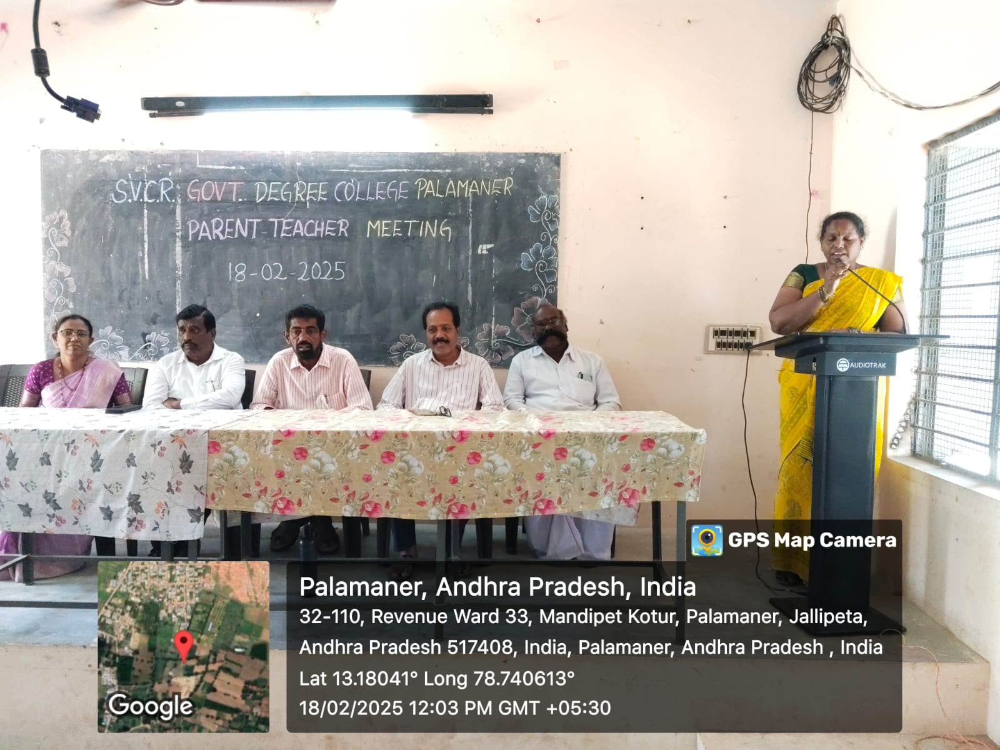 S.V.C.R. GOVT. DEGREE COLLEGE PALAMANER
PARENT-TEACHER MEETING
18-02-2025
AUDIOTRAK
GPS Map Camera
Palamaner, Andhra Pradesh, India
32-110, Revenue Ward 33, Mandipet Kotur, Palamaner, Jallipeta,
Andhra Pradesh 517408, India, Palamaner, Andhra Pradesh , India
Lat 13.18041° Long 78.740613°
18/02/2025 12:03 PM GMT +05:30
Google